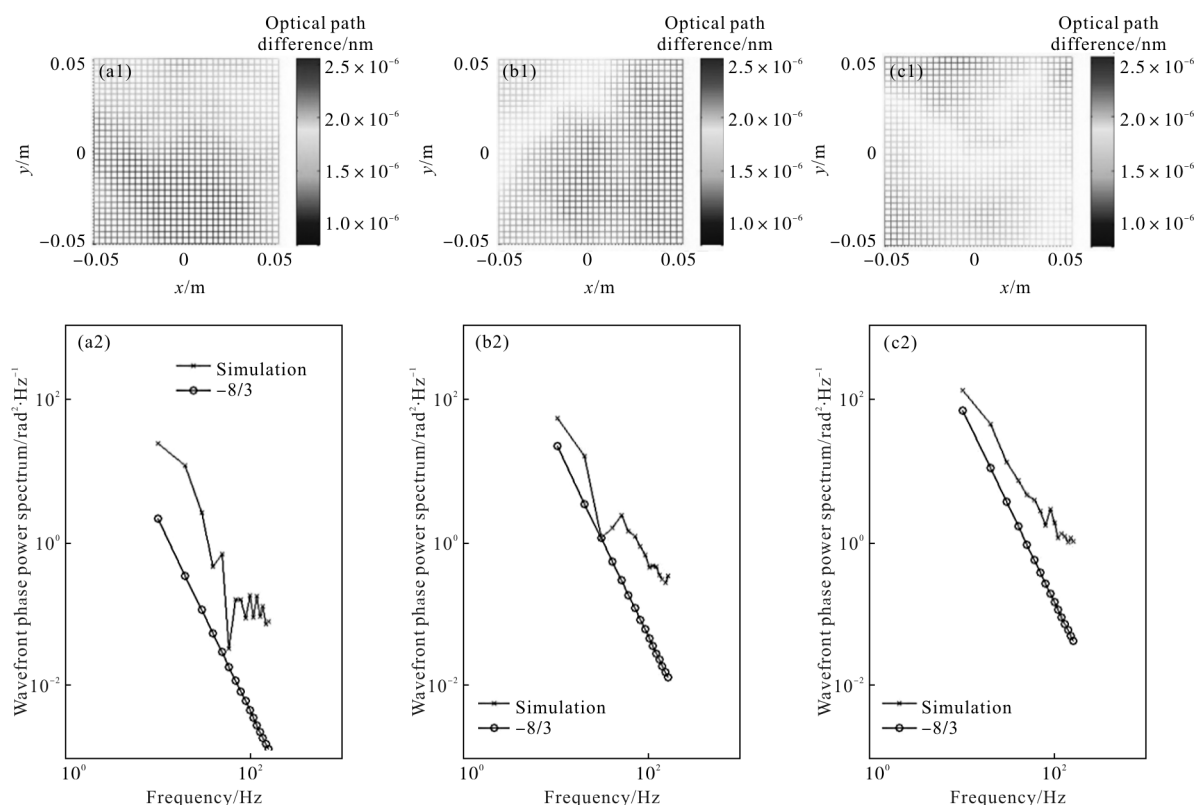 Optical path
difference/nm
(a1)
0.05
0
−0.05
y/m
−0.05 0 0.05
x/m
2.5×10⁻⁶
2.0×10⁻⁶
1.5×10⁻⁶
1.0×10⁻⁶
Optical path
difference/nm
(b1)
0.05
0
−0.05
y/m
−0.05 0 0.05
x/m
2.5×10⁻⁶
2.0×10⁻⁶
1.5×10⁻⁶
1.0×10⁻⁶
Optical path
difference/nm
(c1)
0.05
0
−0.05
y/m
−0.05 0 0.05
x/m
2.5×10⁻⁶
2.0×10⁻⁶
1.5×10⁻⁶
1.0×10⁻⁶
(a2)
Simulation
−8/3
Wavefront phase power spectrum/rad²·Hz⁻¹
10²
10⁰
10⁻²
10⁰ 10²
Frequency/Hz
(b2)
Wavefront phase power spectrum/rad²·Hz⁻¹
10²
10⁰
10⁻²
Simulation
−8/3
10⁰ 10²
Frequency/Hz
(c2)
Wavefront phase power spectrum/rad²·Hz⁻¹
10²
10⁰
10⁻²
Simulation
−8/3
10⁰ 10²
Frequency/Hz